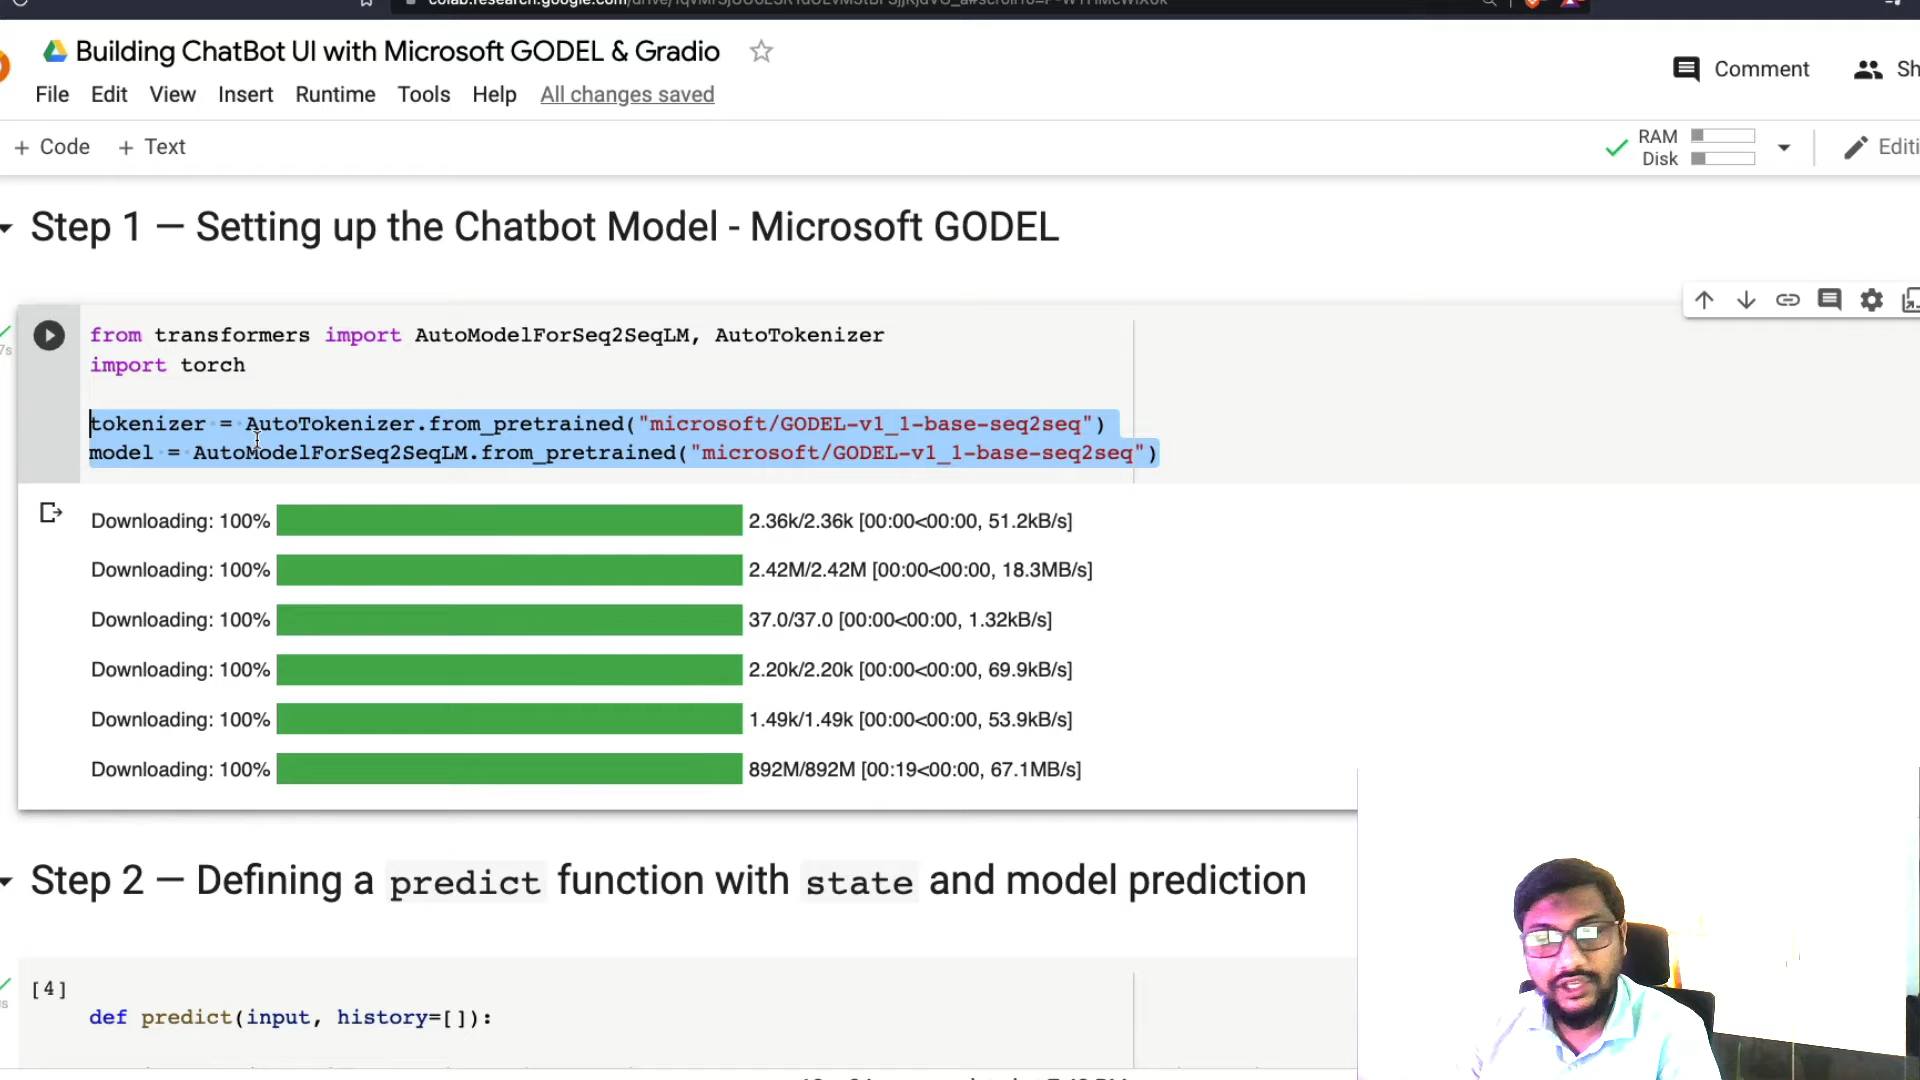 Building ChatBot UI with Microsoft GODEL & Gradio
File Edit View Insert Runtime Tools Help All changes saved
Comment
+ Code + Text
RAM
Disk
Step 1 — Setting up the Chatbot Model - Microsoft GODEL
from transformers import AutoModelForSeq2SeqLM, AutoTokenizer
import torch
tokenizer = AutoTokenizer.from_pretrained("microsoft/GODEL-v1_1-base-seq2seq")
model = AutoModelForSeq2SeqLM.from_pretrained("microsoft/GODEL-v1_1-base-seq2seq")
Downloading: 100% 2.36k/2.36k [00:00<00:00, 51.2kB/s]
Downloading: 100% 2.42M/2.42M [00:00<00:00, 18.3MB/s]
Downloading: 100% 37.0/37.0 [00:00<00:00, 1.32kB/s]
Downloading: 100% 2.20k/2.20k [00:00<00:00, 69.9kB/s]
Downloading: 100% 1.49k/1.49k [00:00<00:00, 53.9kB/s]
Downloading: 100% 892M/892M [00:19<00:00, 67.1MB/s]
Step 2 — Defining a predict function with state and model prediction
[4]
def predict(input, history=[]):